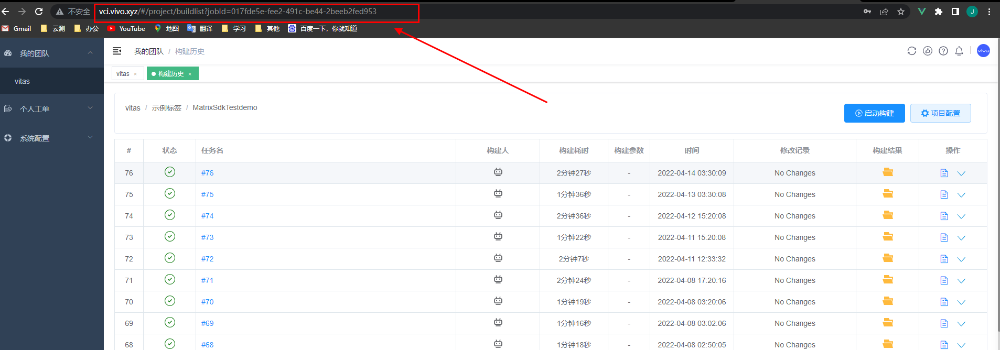 不安全 vci.vivo.xyz/#/project/buildlist?jobId=017fde5e-fee2-491c-be44-2beeb2fed953 J
Gmail 云测 办公 YouTube 地图 翻译 学习 其他 百度一下，你就知道
我的团队
vitas
个人工单
系统配置
我的团队 / 构建历史 vivo
vitas × 构建历史 ×
vitas / 示例标签 / MatrixSdkTestdemo 启动构建 项目配置
# 状态 任务名 构建人 构建耗时 构建参数 时间 修改记录 构建结果 操作
76 #76 2分钟27秒 - 2022-04-14 03:30:09 No Changes
75 #75 1分钟36秒 - 2022-04-13 03:30:08 No Changes
74 #74 2分钟36秒 - 2022-04-12 15:20:08 No Changes
73 #73 1分钟22秒 - 2022-04-11 15:20:08 No Changes
72 #72 2分钟7秒 - 2022-04-11 12:33:32 No Changes
71 #71 2分钟24秒 - 2022-04-08 17:20:16 No Changes
70 #70 1分钟19秒 - 2022-04-08 03:20:06 No Changes
69 #69 1分钟16秒 - 2022-04-08 03:02:06 No Changes
68 #68 1分钟18秒 - 2022-04-08 02:50:05 No Changes